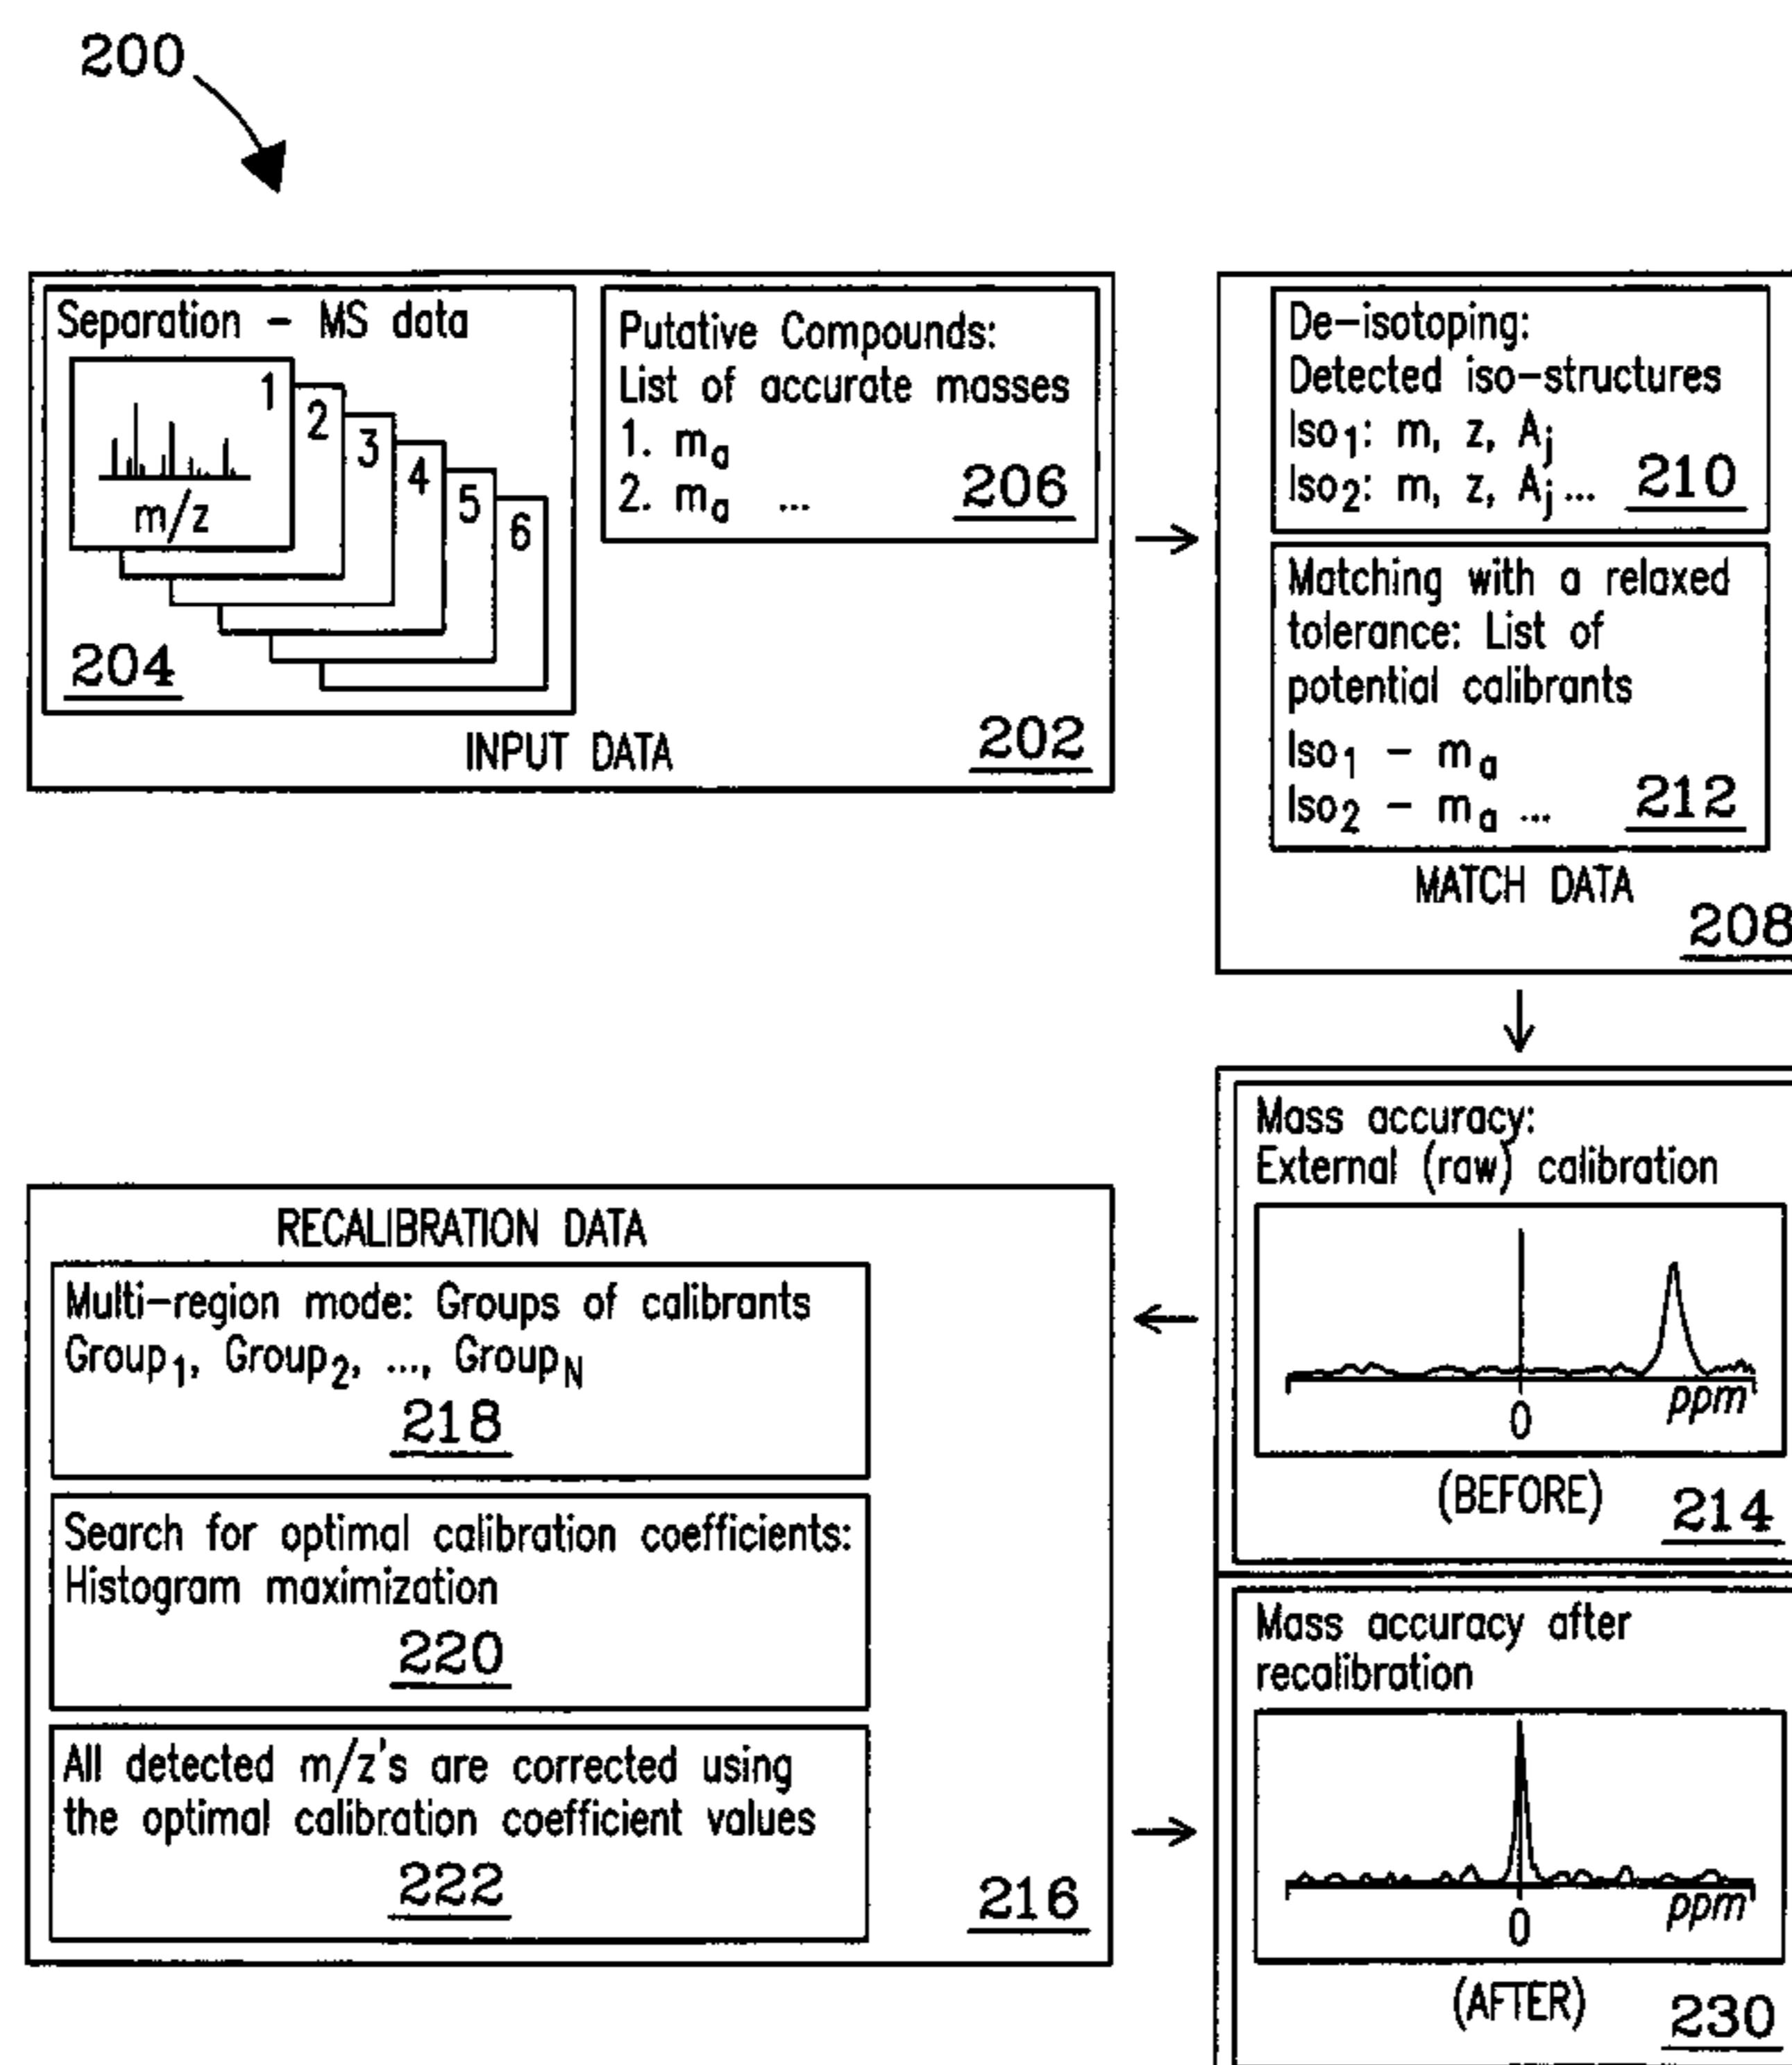 200
Separation - MS data
1
2
3
4
5
6
m/z
204
Putative Compounds:
List of accurate masses
1. mₐ
2. mₐ ...
206
INPUT DATA
202
De-isotoping:
Detected iso-structures
Iso₁: m, z, Aⱼ
Iso₂: m, z, Aⱼ...
210
Matching with a relaxed
tolerance: List of
potential calibrants
Iso₁ - mₐ
Iso₂ - mₐ ...
212
MATCH DATA
208
Mass accuracy:
External (raw) calibration
0
ppm
(BEFORE)
214
RECALIBRATION DATA
Multi-region mode: Groups of calibrants
Group₁, Group₂, ..., Group_N
218
Search for optimal calibration coefficients:
Histogram maximization
220
All detected m/z's are corrected using
the optimal calibration coefficient values
222
216
Mass accuracy after
recalibration
0
ppm
(AFTER)
230